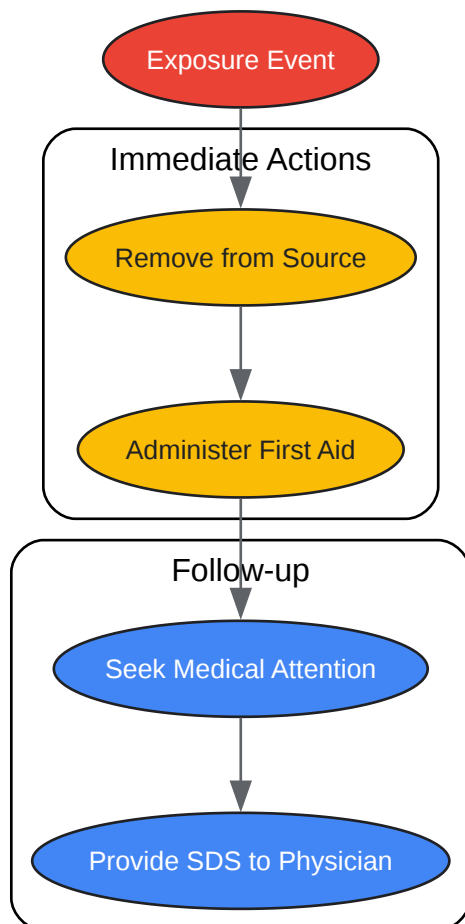 Exposure Event
Immediate Actions
Remove from Source
Administer First Aid
Follow-up
Seek Medical Attention
Provide SDS to Physician